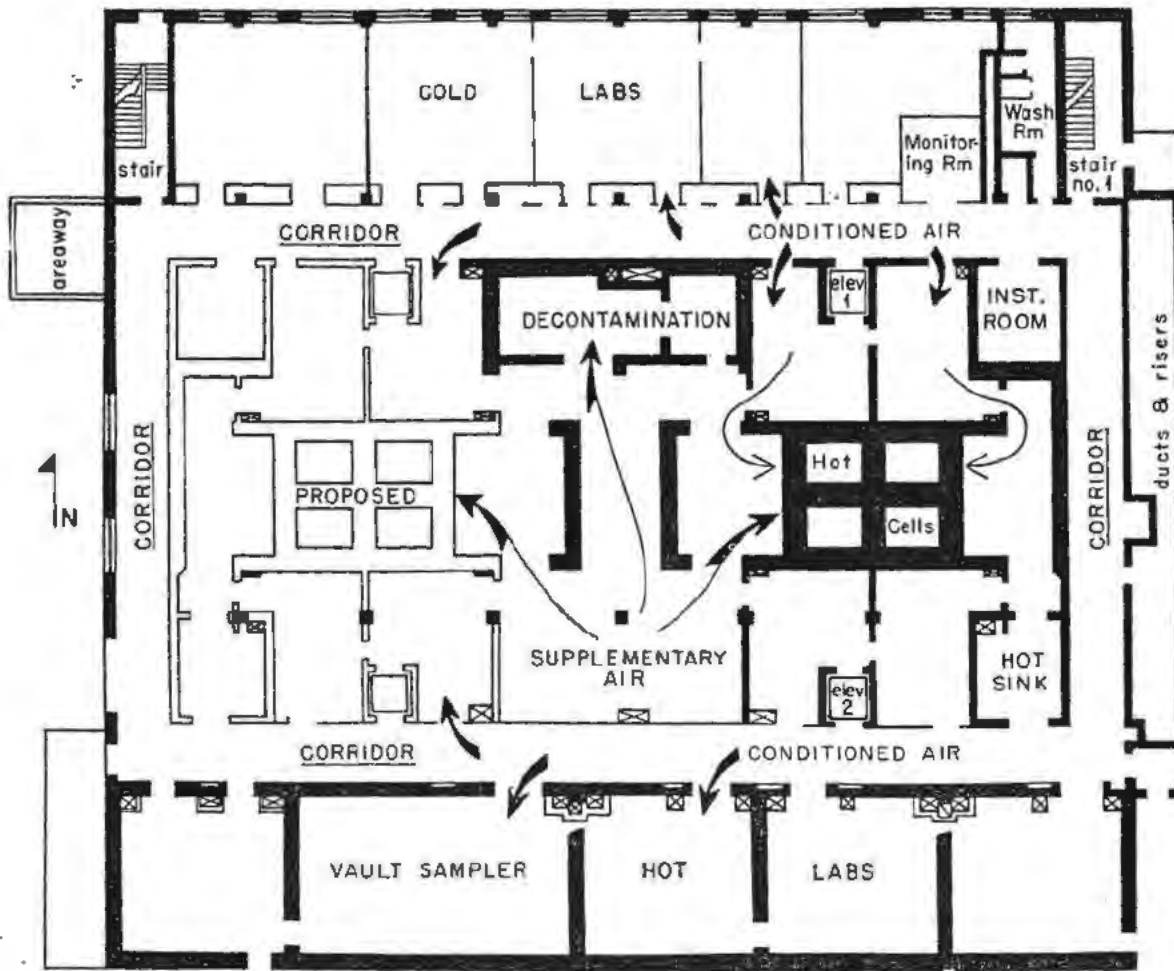 COLD LABS
Wash
Rm
Monitor-
ing Rm
stair
stair
no. 1
areaway
CORRIDOR
CONDITIONED AIR
elev
1
INST.
ROOM
DECONTAMINATION
ducts & risers
CORRIDOR
CORRIDOR
N
Hot
Cells
PROPOSED
SUPPLEMENTARY
AIR
HOT
SINK
elev
2
CORRIDOR
CONDITIONED AIR
VAULT SAMPLER
HOT
LABS